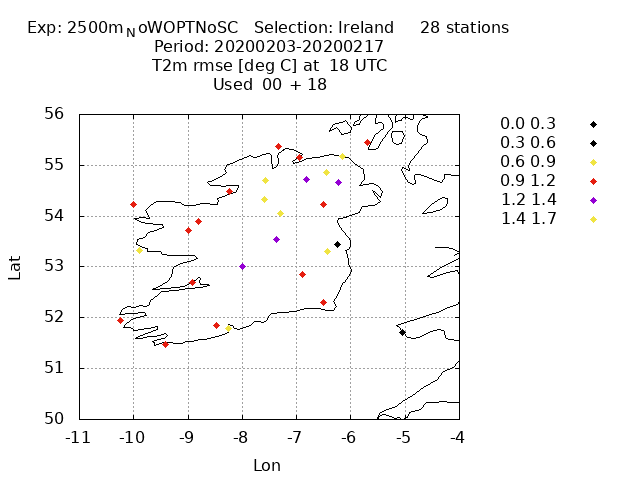 Exp: 2500m_NoWOPTNoSC   Selection: Ireland     28 stations
Period: 20200203-20200217
T2m rmse [deg C] at  18 UTC
Used  00 + 18
56
55
54
53
52
51
50
-11 -10 -9 -8 -7 -6 -5 -4
Lat
Lon
0.0 0.3
0.3 0.6
0.6 0.9
0.9 1.2
1.2 1.4
1.4 1.7